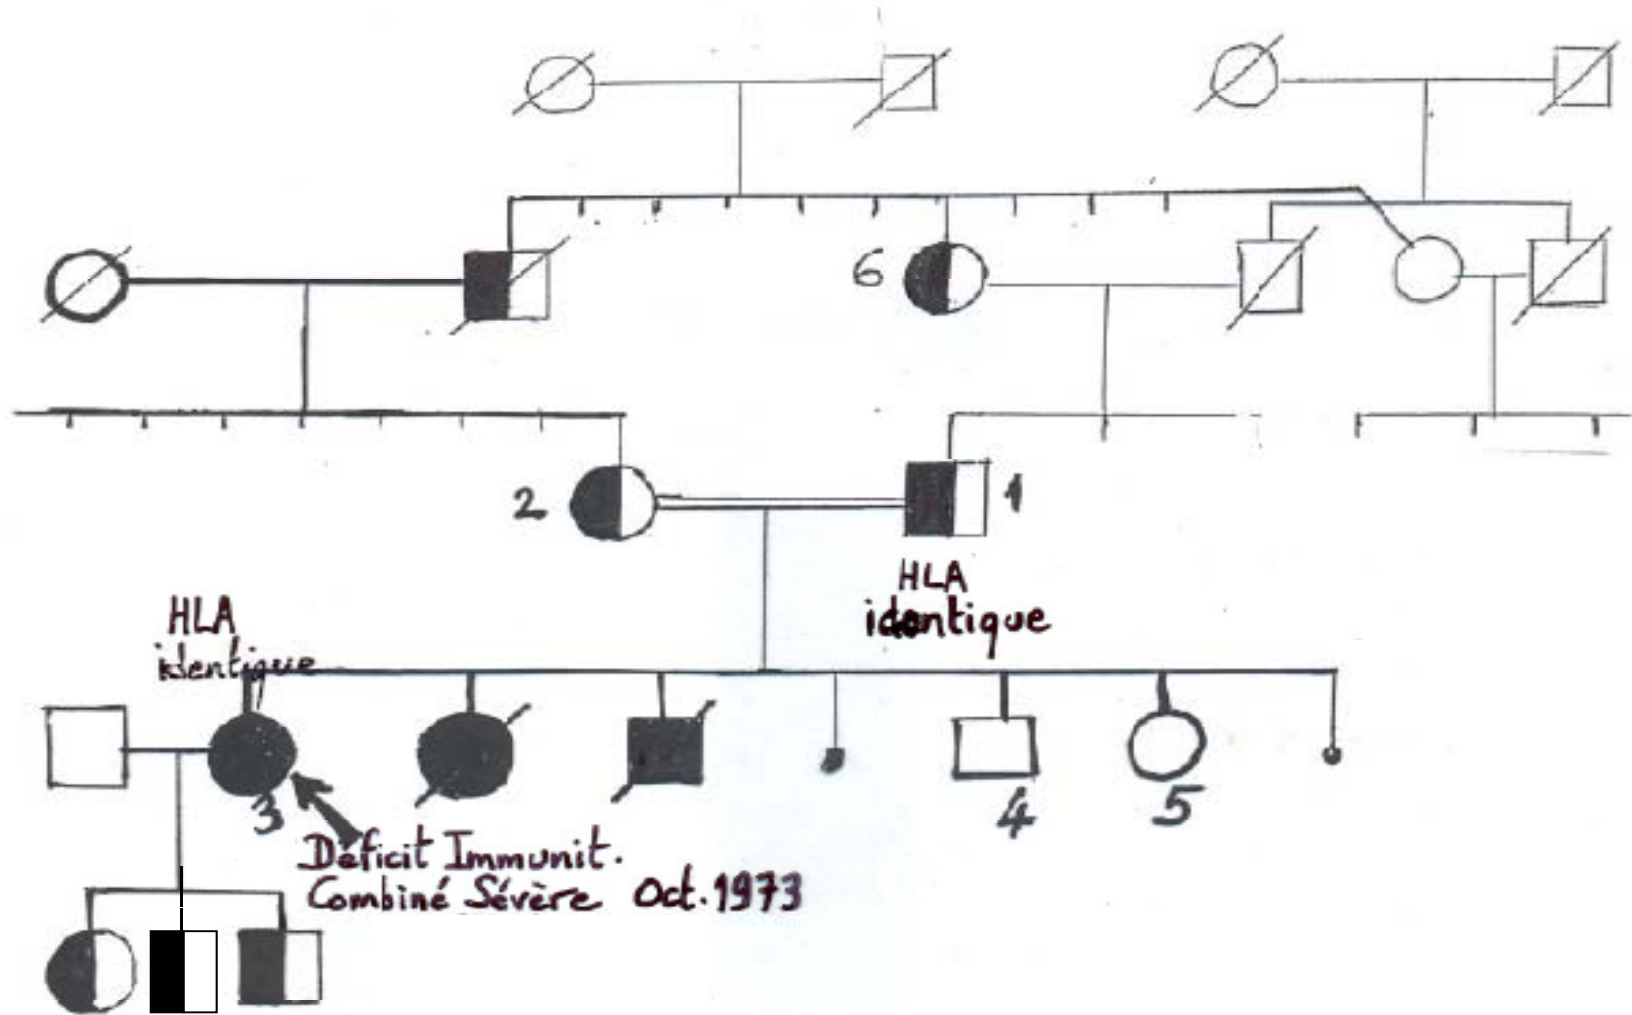 6
2
1
HLA
identique
HLA
identique
3
4
5
Déficit Immunit.
Combiné Sévère Oct.1973